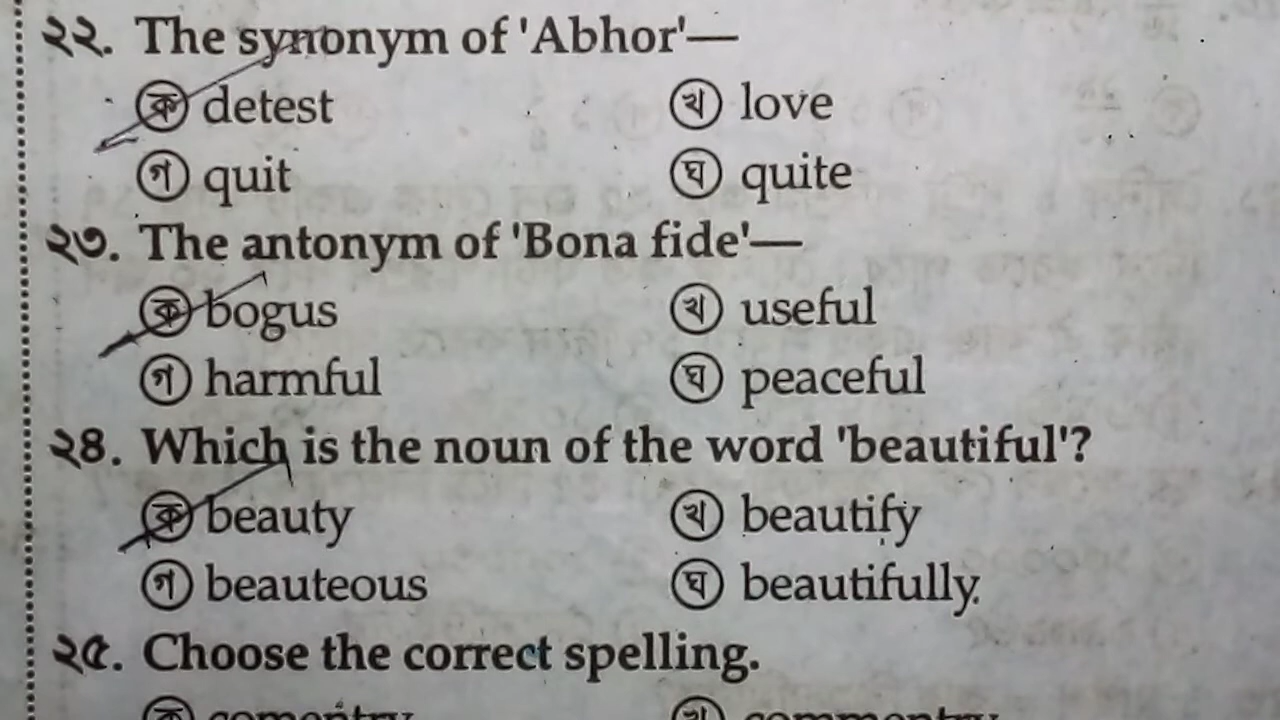 ২২. The synonym of 'Abhor'—
ক detest খ love
গ quit ঘ quite
২৩. The antonym of 'Bona fide'—
ক bogus খ useful
গ harmful ঘ peaceful
২৪. Which is the noun of the word 'beautiful'?
ক beauty খ beautify
গ beauteous ঘ beautifully.
২৫. Choose the correct spelling.